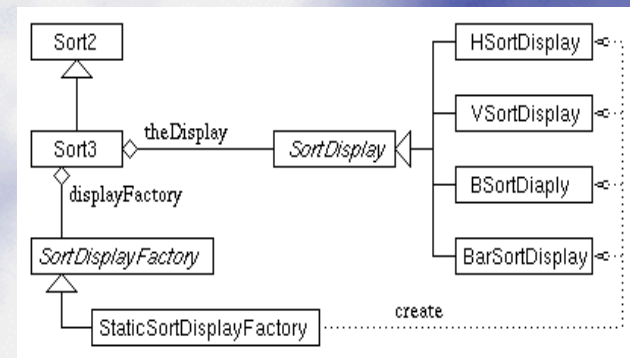 Sort2
HSortDisplay
VSortDisplay
theDisplay
Sort3
SortDisplay
displayFactory
BSortDiaply
SortDisplayFactory
BarSortDisplay
create
StaticSortDisplayFactory